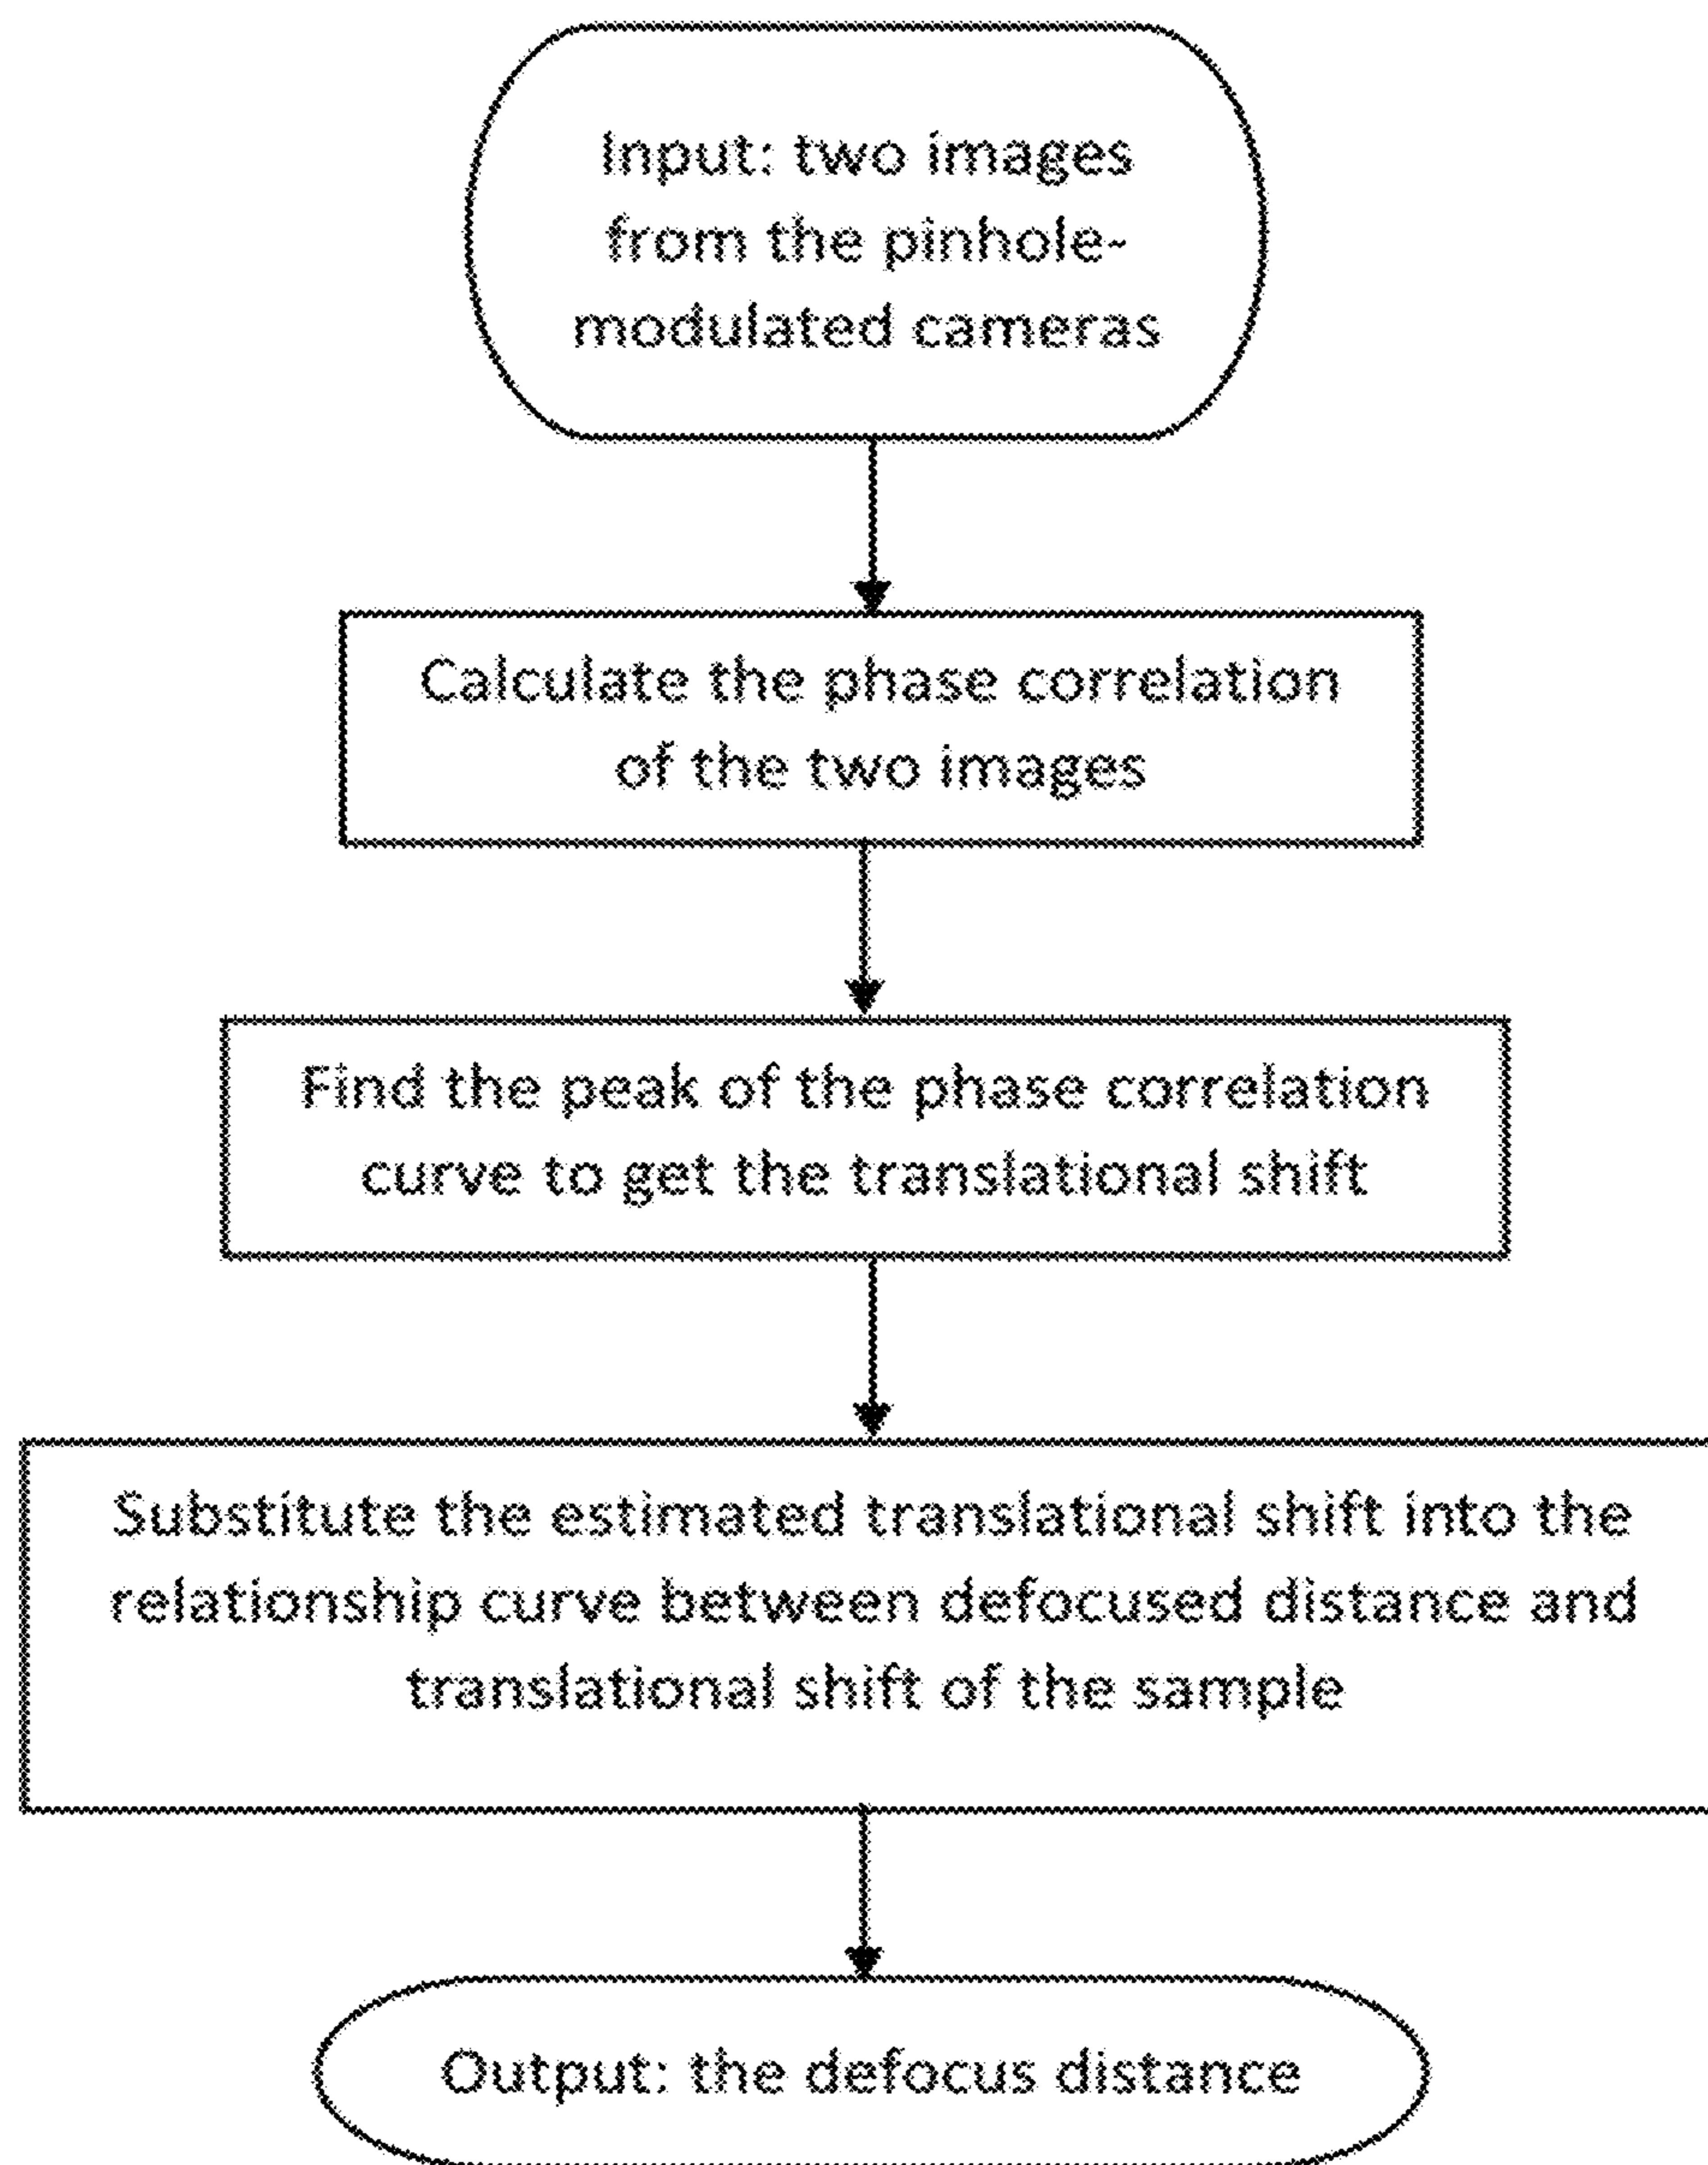 Input: two images
from the pinhole-
modulated cameras
Calculate the phase correlation
of the two images
Find the peak of the phase correlation
curve to get the translational shift
Substitute the estimated translational shift into the
relationship curve between defocused distance and
translational shift of the sample
Output: the defocus distance